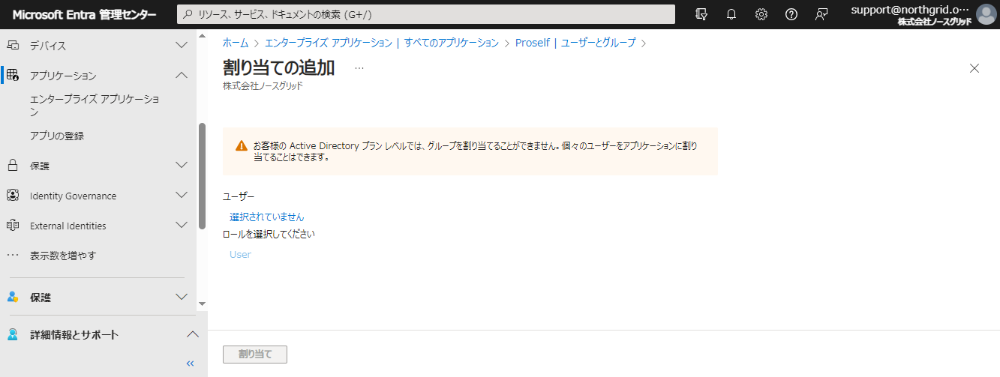 Microsoft Entra 管理センター
リソース、サービス、ドキュメントの検索 (G+/)
support@northgrid.o…
株式会社ノースグリッド
デバイス
アプリケーション
エンタープライズ アプリケーショ
ン
アプリの登録
保護
Identity Governance
External Identities
表示数を増やす
保護
詳細情報とサポート
ホーム > エンタープライズ アプリケーション | すべてのアプリケーション > Proself | ユーザーとグループ >
割り当ての追加 …
株式会社ノースグリッド
お客様の Active Directory プラン レベルでは、グループを割り当てることができません。個々のユーザーをアプリケーションに割り
当てることはできます。
ユーザー
選択されていません
ロールを選択してください
User
割り当て